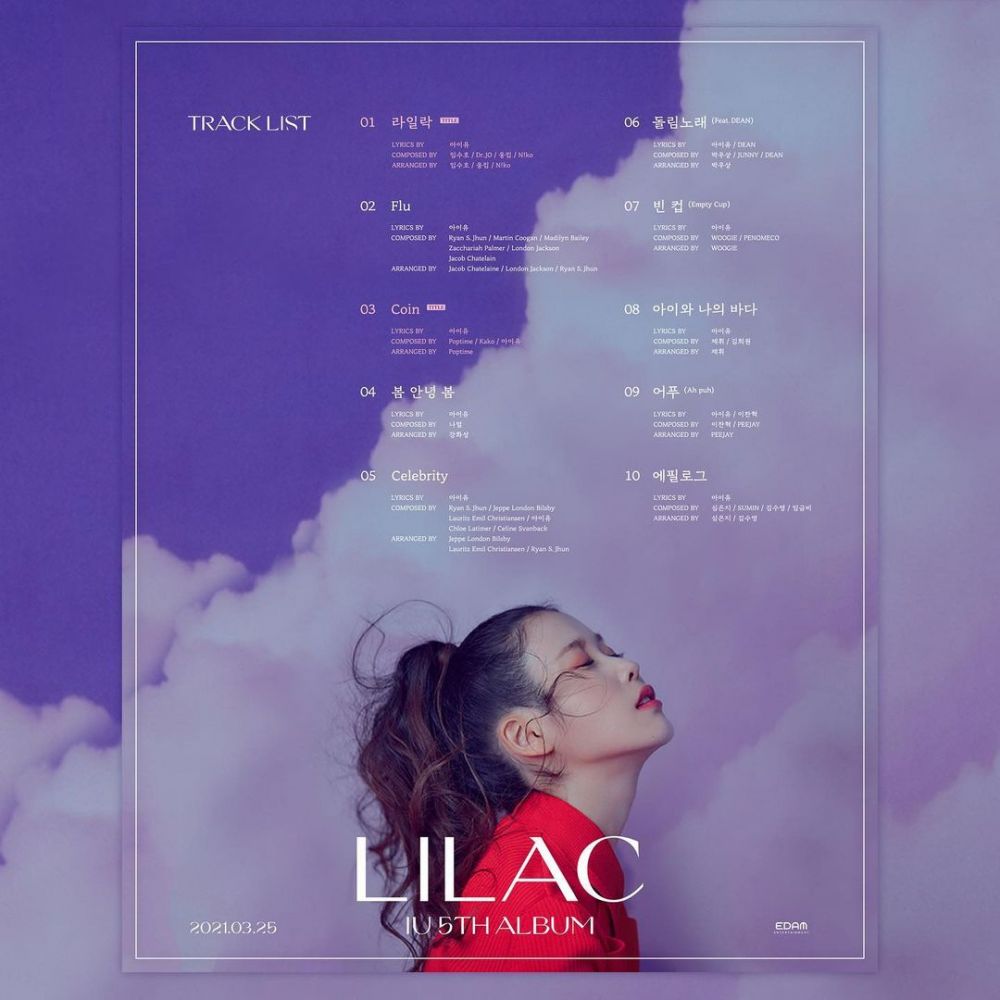 TRACK LIST
01 라일락 TITLE
LYRICS BY 아이유
COMPOSED BY 임수호 / Dr.JO / 웅킴 / N!ko
ARRANGED BY 임수호 / 웅킴 / N!ko
02 Flu
LYRICS BY 아이유
COMPOSED BY Ryan S. Jhun / Martin Coogan / Madilyn Bailey
Zacchariah Palmer / London Jackson
Jacob Chatelain
ARRANGED BY Jacob Chatelaine / London Jackson / Ryan S. Jhun
03 Coin TITLE
LYRICS BY 아이유
COMPOSED BY Poptime / Kako / 아이유
ARRANGED BY Poptime
04 봄 안녕 봄
LYRICS BY 아이유
COMPOSED BY 나얼
ARRANGED BY 강화성
05 Celebrity
LYRICS BY 아이유
COMPOSED BY Ryan S. Jhun / Jeppe London Bilsby
Lauritz Emil Christiansen / 아이유
Chloe Latimer / Celine Svanback
ARRANGED BY Jeppe London Bilsby
Lauritz Emil Christiansen / Ryan S. Jhun
06 돌림노래 (Feat. DEAN)
LYRICS BY 아이유 / DEAN
COMPOSED BY 박우상 / JUNNY / DEAN
ARRANGED BY 박우상
07 빈 컵 (Empty Cup)
LYRICS BY 아이유
COMPOSED BY WOOGIE / PENOMECO
ARRANGED BY WOOGIE
08 아이와 나의 바다
LYRICS BY 아이유
COMPOSED BY 제휘 / 김희원
ARRANGED BY 제휘
09 어푸 (Ah puh)
LYRICS BY 아이유 / 이찬혁
COMPOSED BY 이찬혁 / PEEJAY
ARRANGED BY PEEJAY
10 에필로그
LYRICS BY 아이유
COMPOSED BY 심은지 / SUMIN / 김수영 / 임금비
ARRANGED BY 심은지 / 김수영
LILAC
IU 5TH ALBUM
2021.03.25
EDAM
ENTERTAINMENT